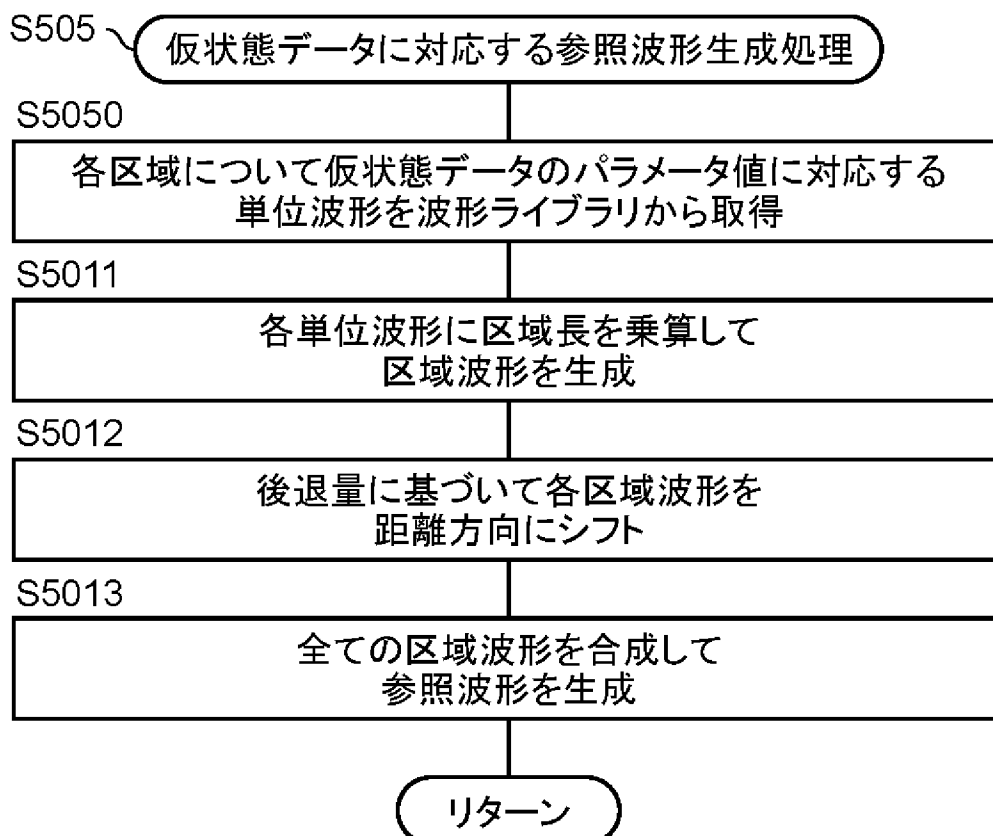 S505
仮状態データに対応する参照波形生成処理
S5050
各区域について仮状態データのパラメータ値に対応する
単位波形を波形ライブラリから取得
S5011
各単位波形に区域長を乗算して
区域波形を生成
S5012
後退量に基づいて各区域波形を
距離方向にシフト
S5013
全ての区域波形を合成して
参照波形を生成
リターン